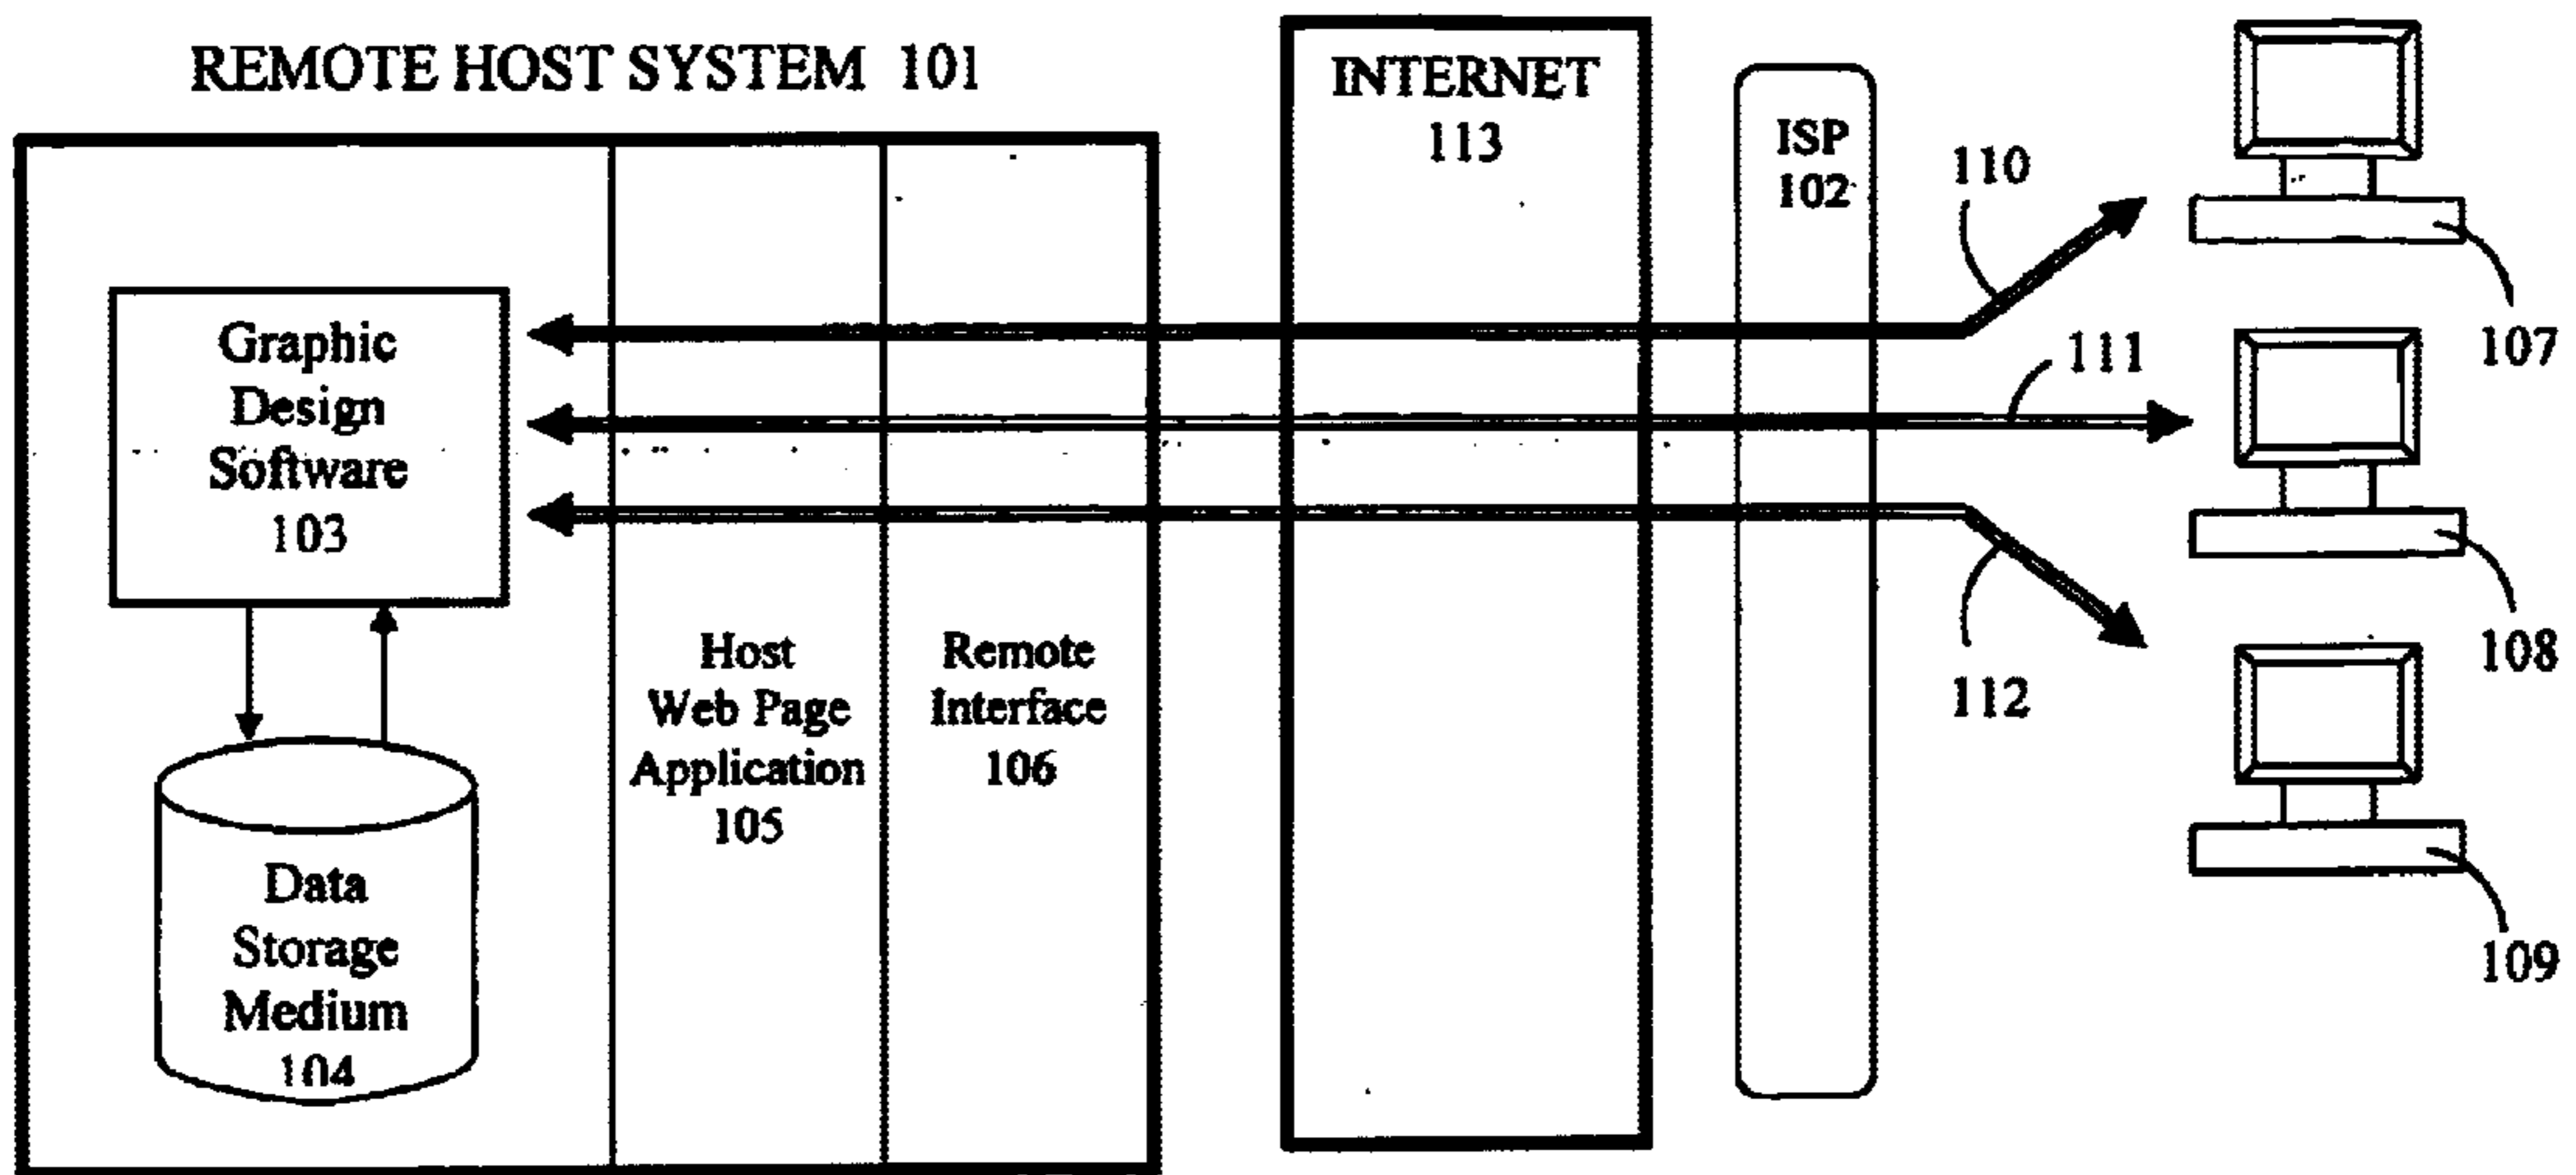 REMOTE HOST SYSTEM 101
Graphic
Design
Software
103
Data
Storage
Medium
104
Host
Web Page
Application
105
Remote
Interface
106
INTERNET
113
ISP
102
110
111
112
107
108
109